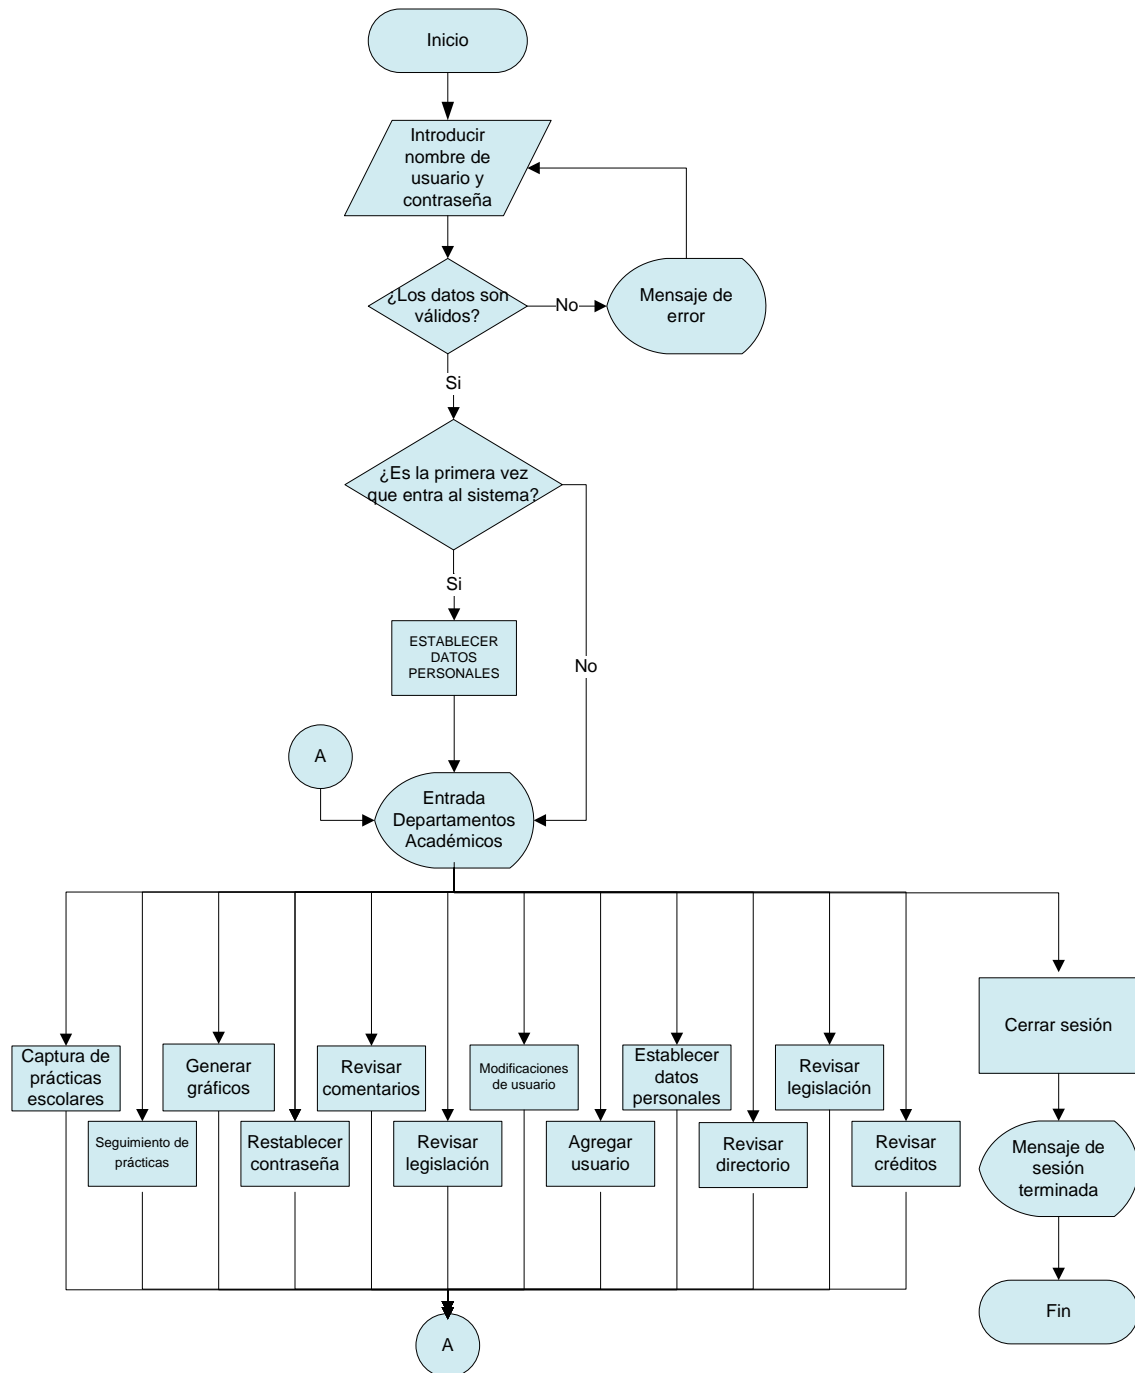 Inicio
Introducir
nombre de
usuario y
contraseña
¿Los datos son
válidos?
No
Mensaje de
error
Si
¿Es la primera vez
que entra al sistema?
Si
ESTABLECER
DATOS
PERSONALES
No
A
Entrada
Departamentos
Académicos
Captura de
prácticas
escolares
Seguimiento de
prácticas
Generar
gráficos
Restablecer
contraseña
Revisar
comentarios
Revisar
legislación
Modificaciones
de usuario
Agregar
usuario
Establecer
datos
personales
Revisar
directorio
Revisar
legislación
Revisar
créditos
Cerrar sesión
Mensaje de
sesión
terminada
Fin
A